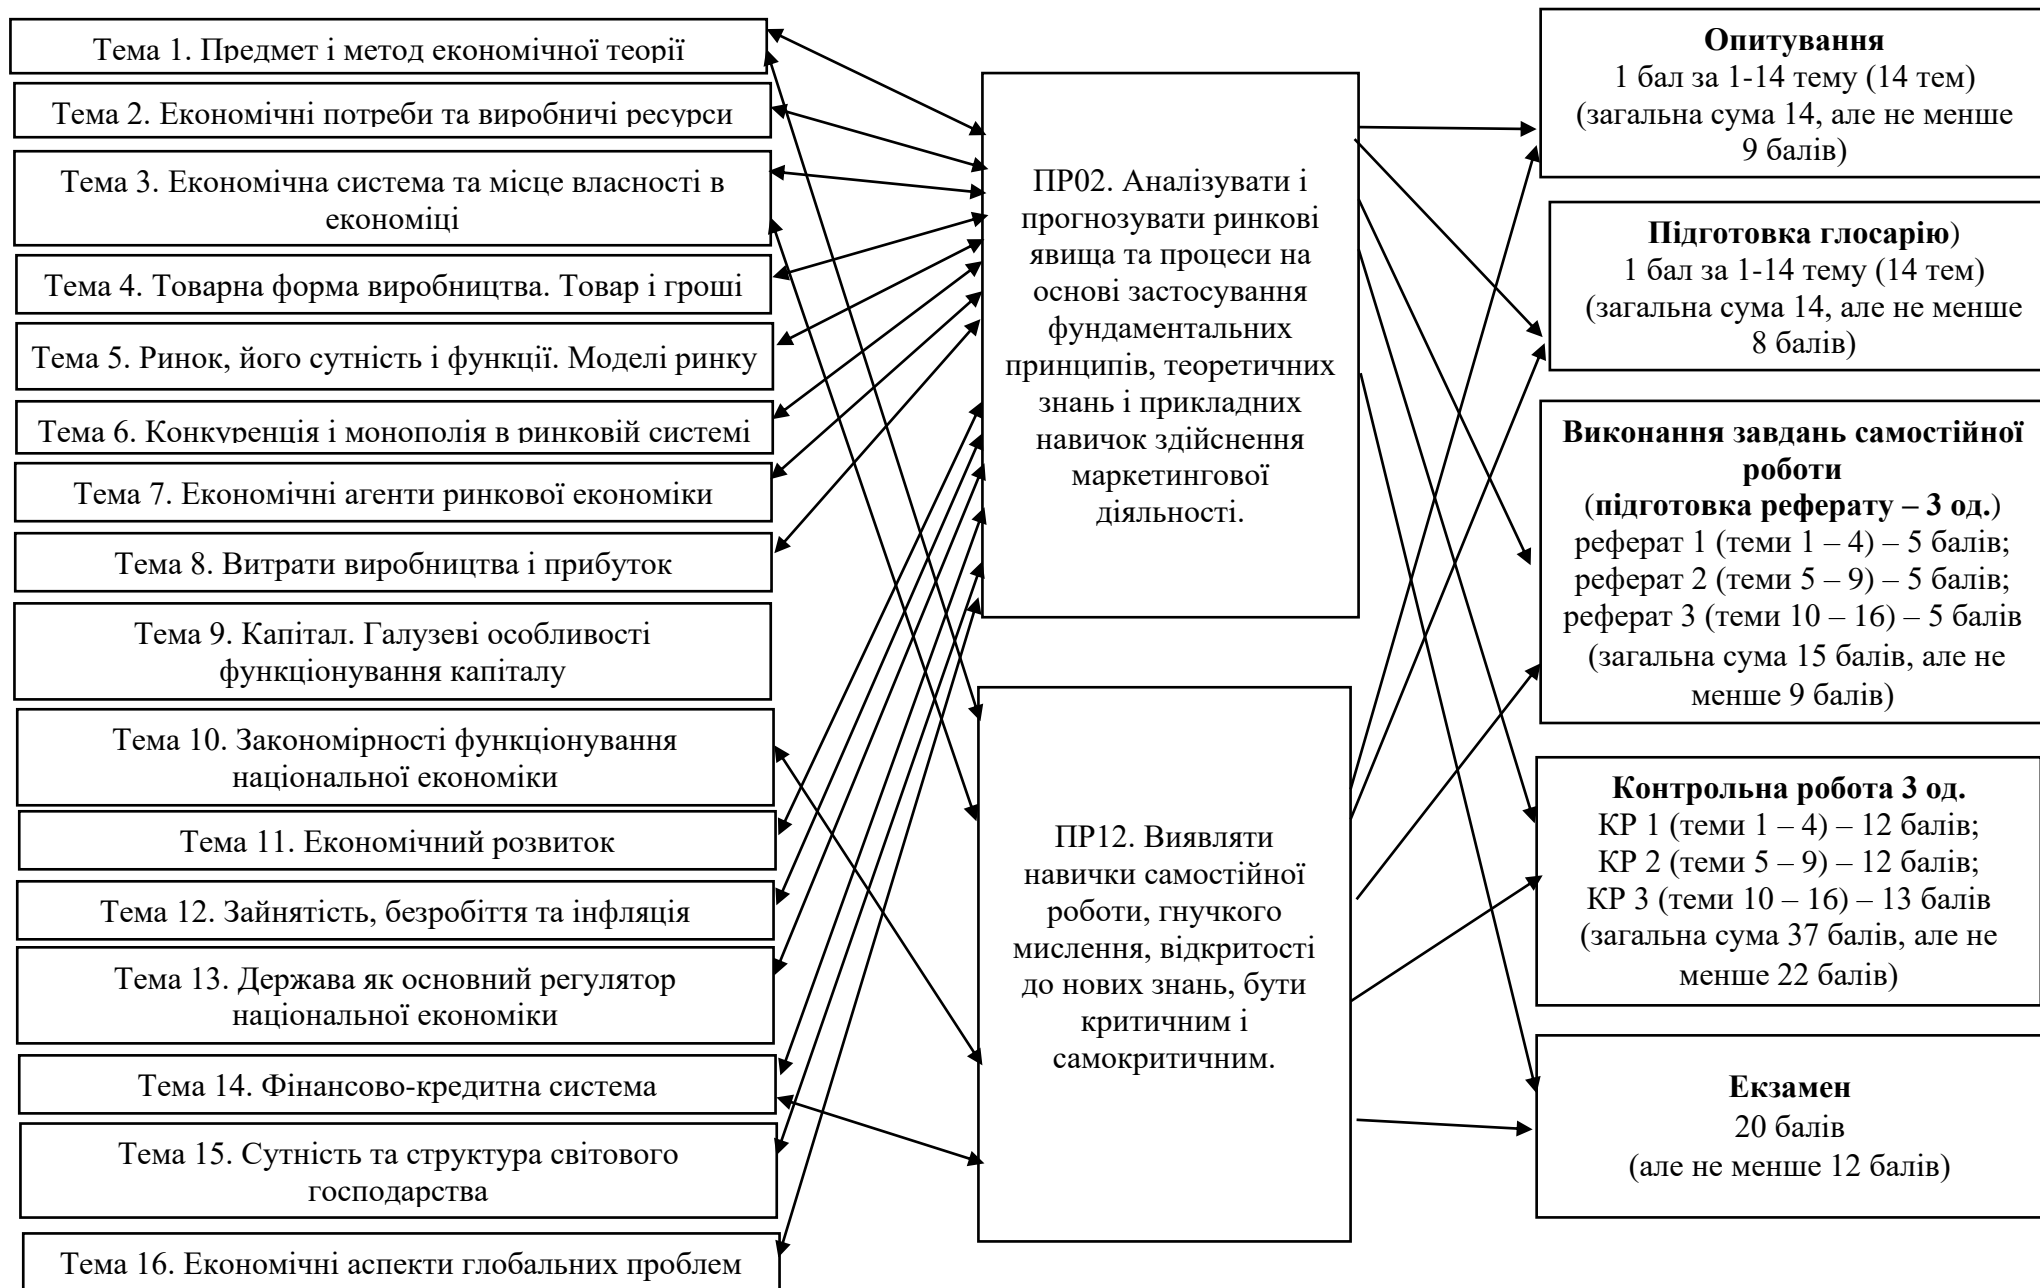 Тема 1. Предмет і метод економічної теорії
Тема 2. Економічні потреби та виробничі ресурси
Тема 3. Економічна система та місце власності в
економіці
Тема 4. Товарна форма виробництва. Товар і гроші
Тема 5. Ринок, його сутність і функції. Моделі ринку
Тема 6. Конкуренція і монополія в ринковій системі
Тема 7. Економічні агенти ринкової економіки
Тема 8. Витрати виробництва і прибуток
Тема 9. Капітал. Галузеві особливості
функціонування капіталу
Тема 10. Закономірності функціонування
національної економіки
Тема 11. Економічний розвиток
Тема 12. Зайнятість, безробіття та інфляція
Тема 13. Держава як основний регулятор
національної економіки
Тема 14. Фінансово-кредитна система
Тема 15. Сутність та структура світового
господарства
Тема 16. Економічні аспекти глобальних проблем
ПР02. Аналізувати і
прогнозувати ринкові
явища та процеси на
основі застосування
фундаментальних
принципів, теоретичних
знань і прикладних
навичок здійснення
маркетингової
діяльності.
ПР12. Виявляти
навички самостійної
роботи, гнучкого
мислення, відкритості
до нових знань, бути
критичним і
самокритичним.
Опитування
1 бал за 1-14 тему (14 тем)
(загальна сума 14, але не менше
9 балів)
Підготовка глосарію)
1 бал за 1-14 тему (14 тем)
(загальна сума 14, але не менше
8 балів)
Виконання завдань самостійної
роботи
(підготовка реферату – 3 од.)
реферат 1 (теми 1 – 4) – 5 балів;
реферат 2 (теми 5 – 9) – 5 балів;
реферат 3 (теми 10 – 16) – 5 балів
(загальна сума 15 балів, але не
менше 9 балів)
Контрольна робота 3 од.
КР 1 (теми 1 – 4) – 12 балів;
КР 2 (теми 5 – 9) – 12 балів;
КР 3 (теми 10 – 16) – 13 балів
(загальна сума 37 балів, але не
менше 22 балів)
Екзамен
20 балів
(але не менше 12 балів)